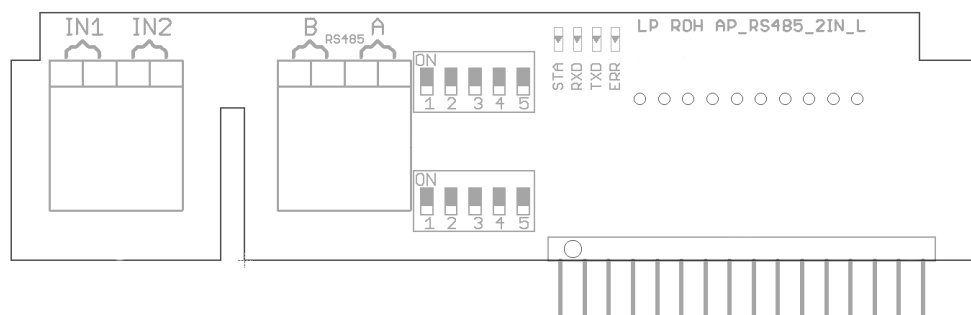 IN1 IN2
B RS485 A
LP RDH AP_RS485_2IN_L
ON
1 2 3 4 5
STA
RXD
TXD
ERR
ON
1 2 3 4 5